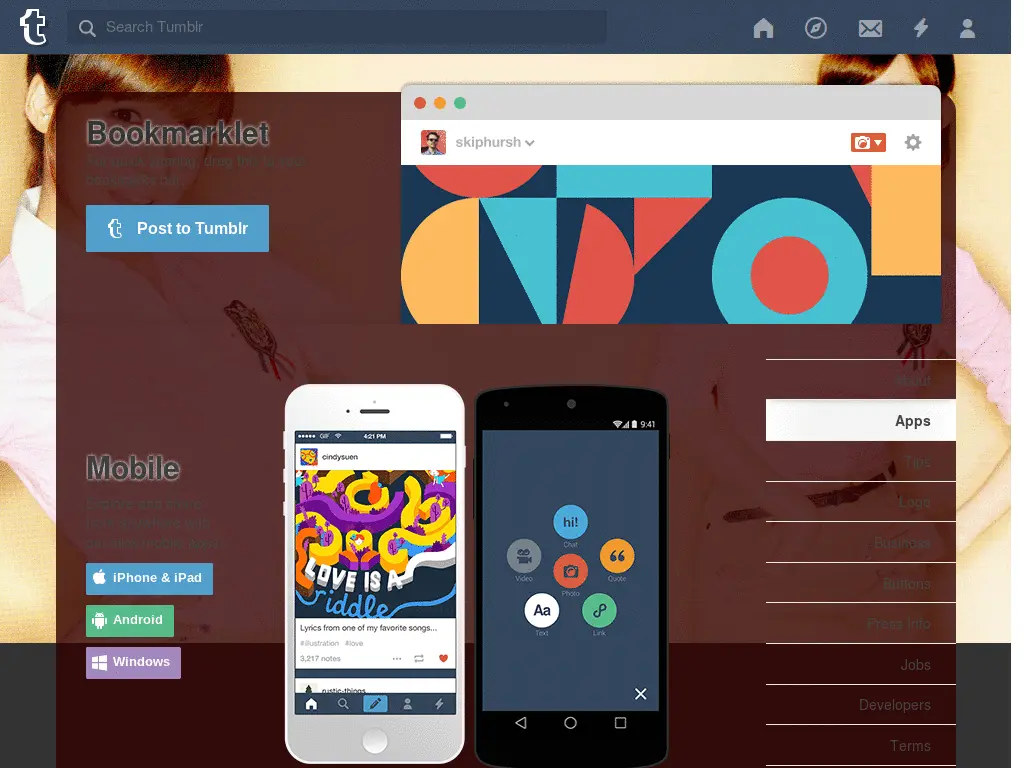 Search Tumblr
Bookmarklet
Post to Tumblr
skiphursh
About
Apps
Tips
Logo
Business
Buttons
Press Info
Jobs
Developers
Terms
Mobile
iPhone & iPad
Android
Windows
GIF
4:21 PM
cindysuen
LOVE IS A
riddle
Lyrics from one of my favorite songs...
#illustration #love
3,217 notes
rustic-things
9:41
hi!
Chat
Video
Quote
Photo
Aa
Text
Link